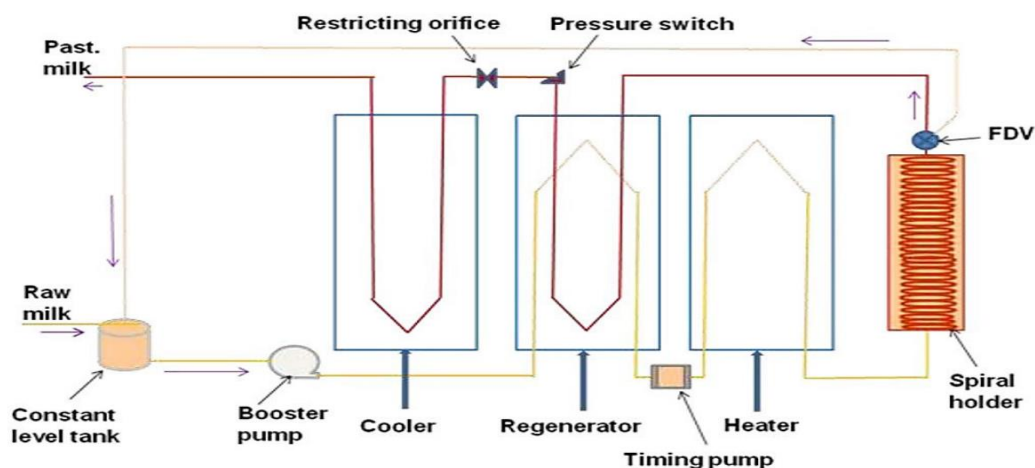 Restricting orifice
Pressure switch
Past.
milk
FDV
Raw
milk
Constant
level tank
Booster
pump
Cooler
Regenerator
Heater
Spiral
holder
Timing pump